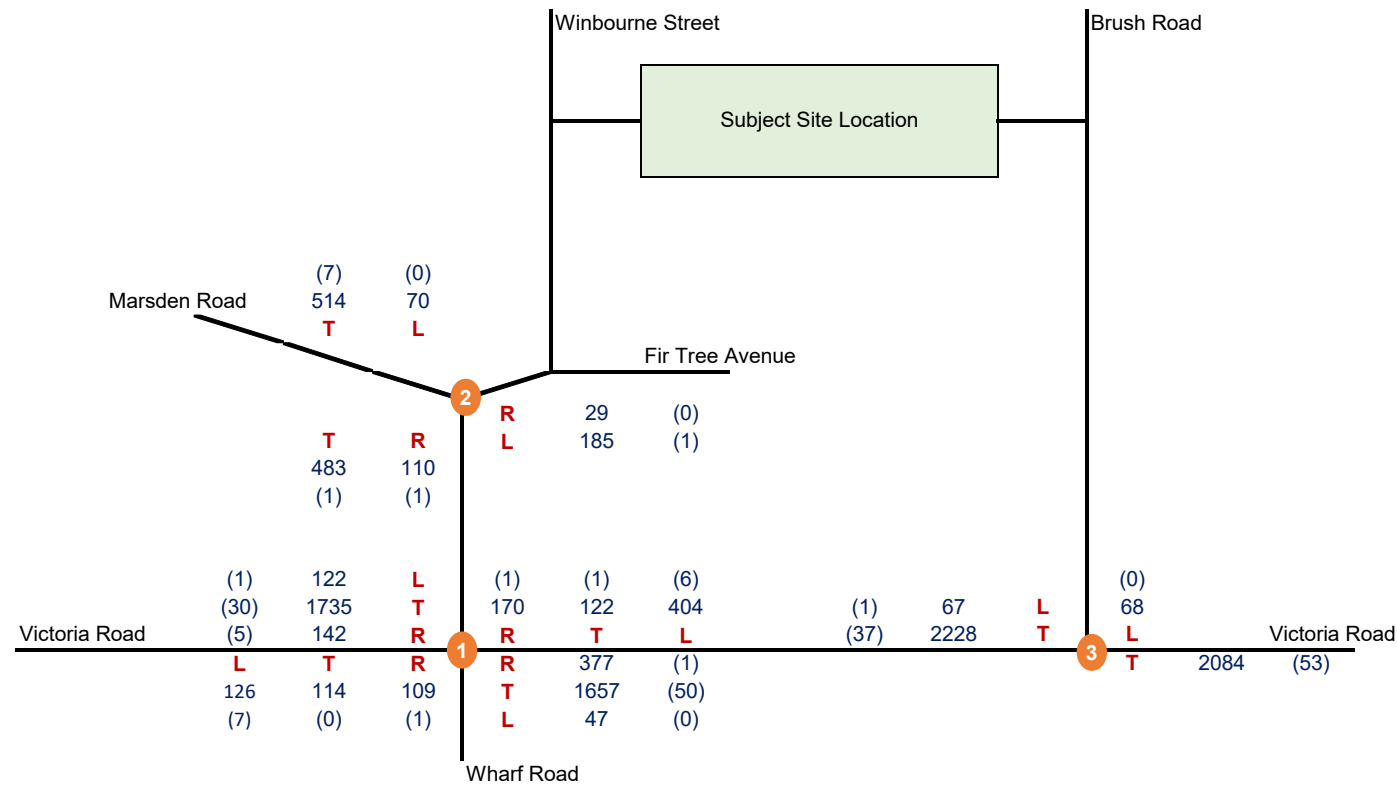 Winbourne Street
Brush Road
Subject Site Location
(7) (0)
Marsden Road 514 70
T L
Fir Tree Avenue
2
R 29 (0)
T R L 185 (1)
483 110
(1) (1)
(1) 122 L (1) (1) (6) (0)
(30) 1735 T 170 122 404 (1) 67 L 68
Victoria Road (5) 142 R R T L (37) 2228 T L Victoria Road
1 3
L T R R 377 (1) T 2084 (53)
126 114 109 T 1657 (50)
(7) (0) (1) L 47 (0)
Wharf Road